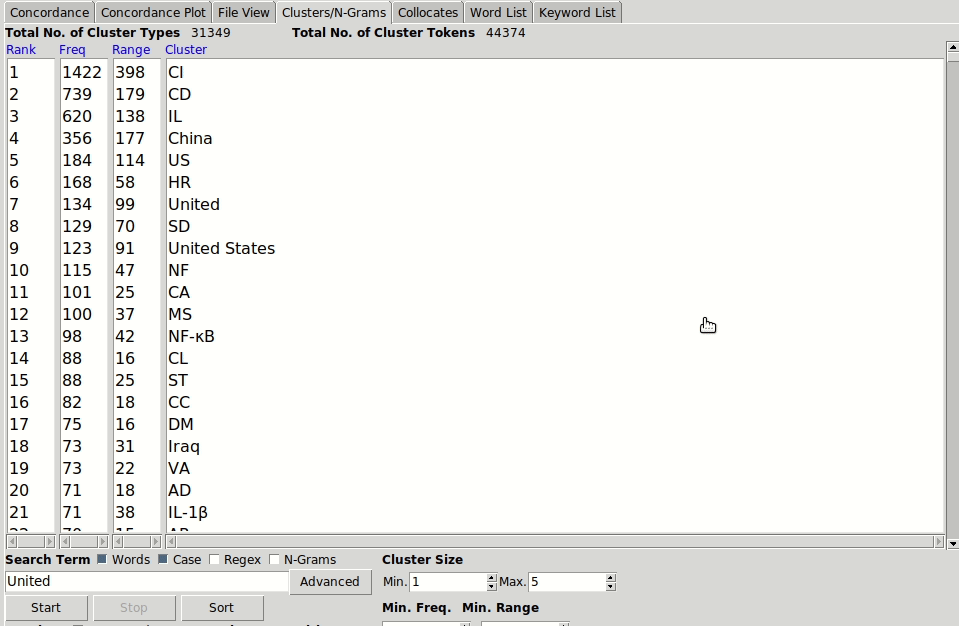 Concordance Concordance Plot File View Clusters/N-Grams Collocates Word List Keyword List
Total No. of Cluster Types 31349 Total No. of Cluster Tokens 44374
Rank Freq Range Cluster
1 1422 398 CI
2 739 179 CD
3 620 138 IL
4 356 177 China
5 184 114 US
6 168 58 HR
7 134 99 United
8 129 70 SD
9 123 91 United States
10 115 47 NF
11 101 25 CA
12 100 37 MS
13 98 42 NF-κB
14 88 16 CL
15 88 25 ST
16 82 18 CC
17 75 16 DM
18 73 31 Iraq
19 73 22 VA
20 71 18 AD
21 71 38 IL-1β
Search Term Words Case Regex N-Grams Cluster Size
United Advanced Min. 1 Max. 5
Start Stop Sort Min. Freq. Min. Range